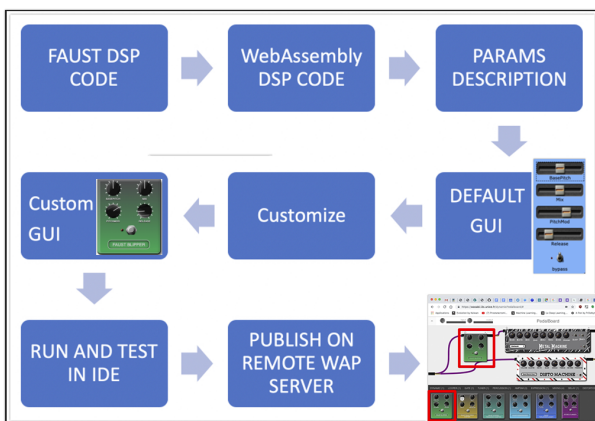 FAUST DSP
CODE
WebAssembly
DSP CODE
PARAMS
DESCRIPTION
Custom
GUI
FAUST BLIPPER
Customize
DEFAULT
GUI
BasePitch
Mix
PitchMod
Release
bypass
RUN AND TEST
IN IDE
PUBLISH ON
REMOTE WAP
SERVER
PedalBoard
METAL MACHINE
DISTO MACHINE